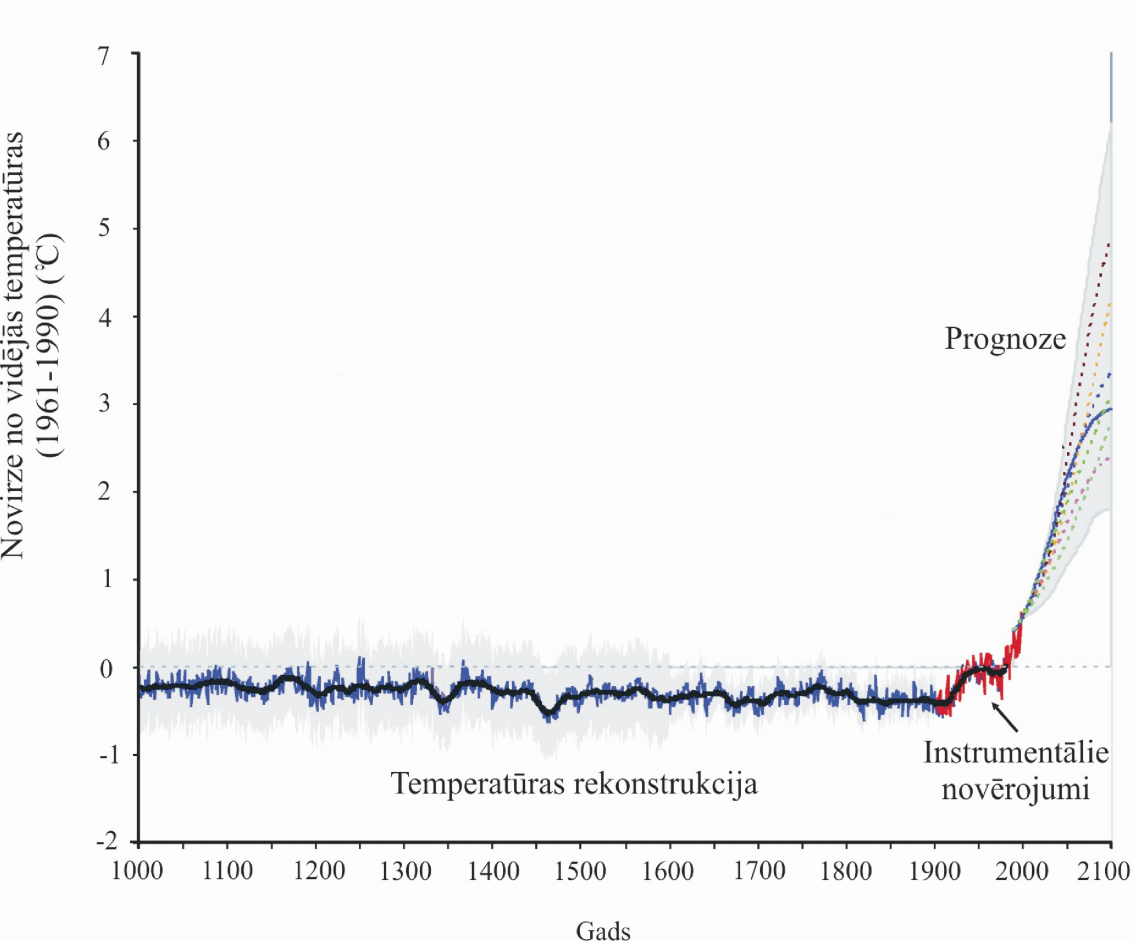 Novirze no vidējās temperatūras
(1961-1990) (℃)
7
6
5
4
3
2
1
0
-1
-2
Prognoze
Temperatūras rekonstrukcija
Instrumentālie
novērojumi
1000 1100 1200 1300 1400 1500 1600 1700 1800 1900 2000 2100
Gads